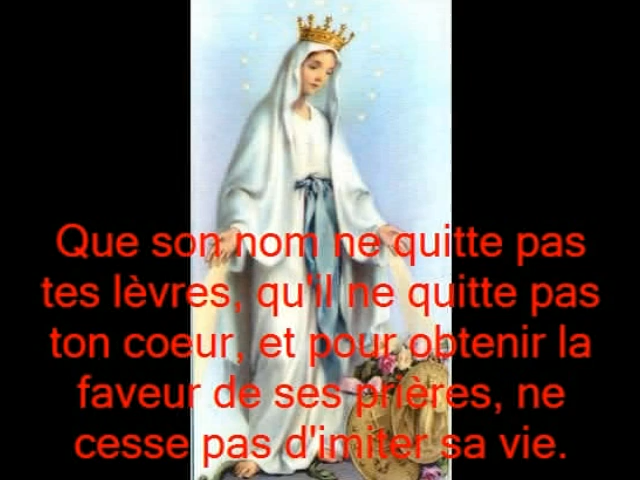 Que son nom ne quitte pas
tes lèvres, qu'il ne quitte pas
ton coeur, et pour obtenir la
faveur de ses prières, ne
cesse pas d'imiter sa vie.